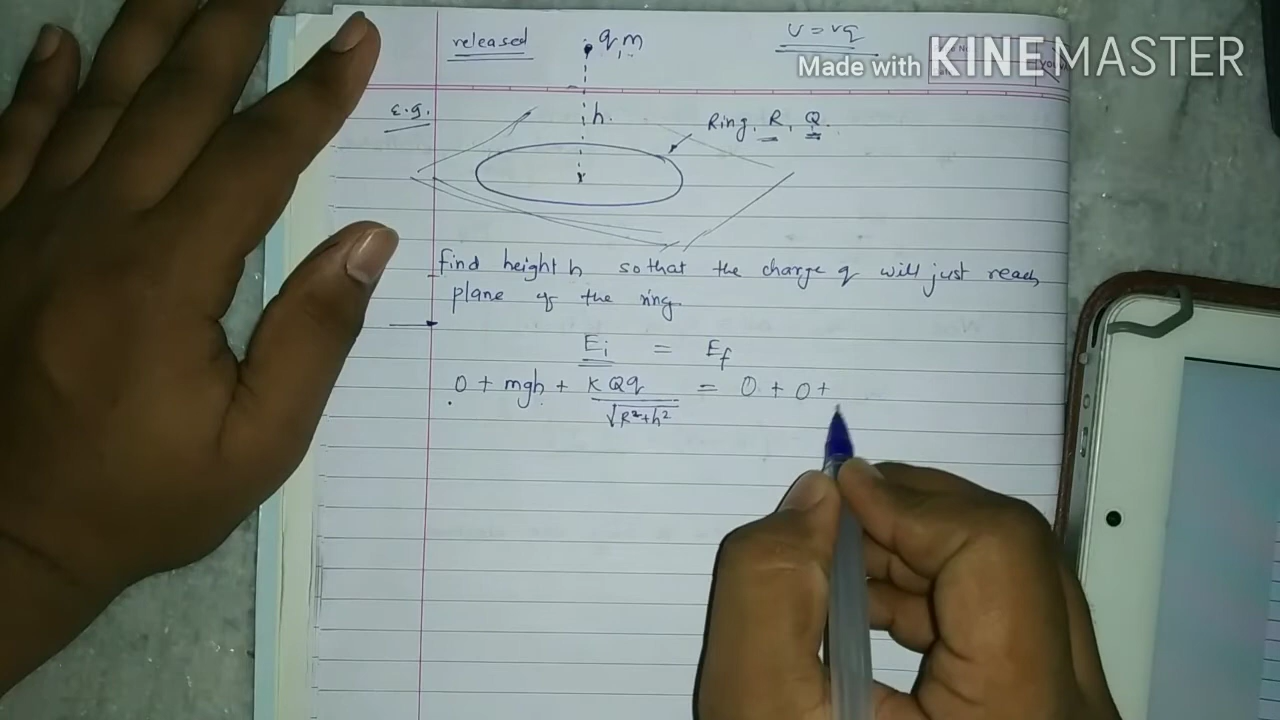 released q,m U = Vq
Made with KINEMASTER
e.g. h Ring, R, Q.
find height h so that the charge q will just reach
plane of the ring
Ei = Ef
0 + mgh + KQq/√R²+h² = 0 + 0 +